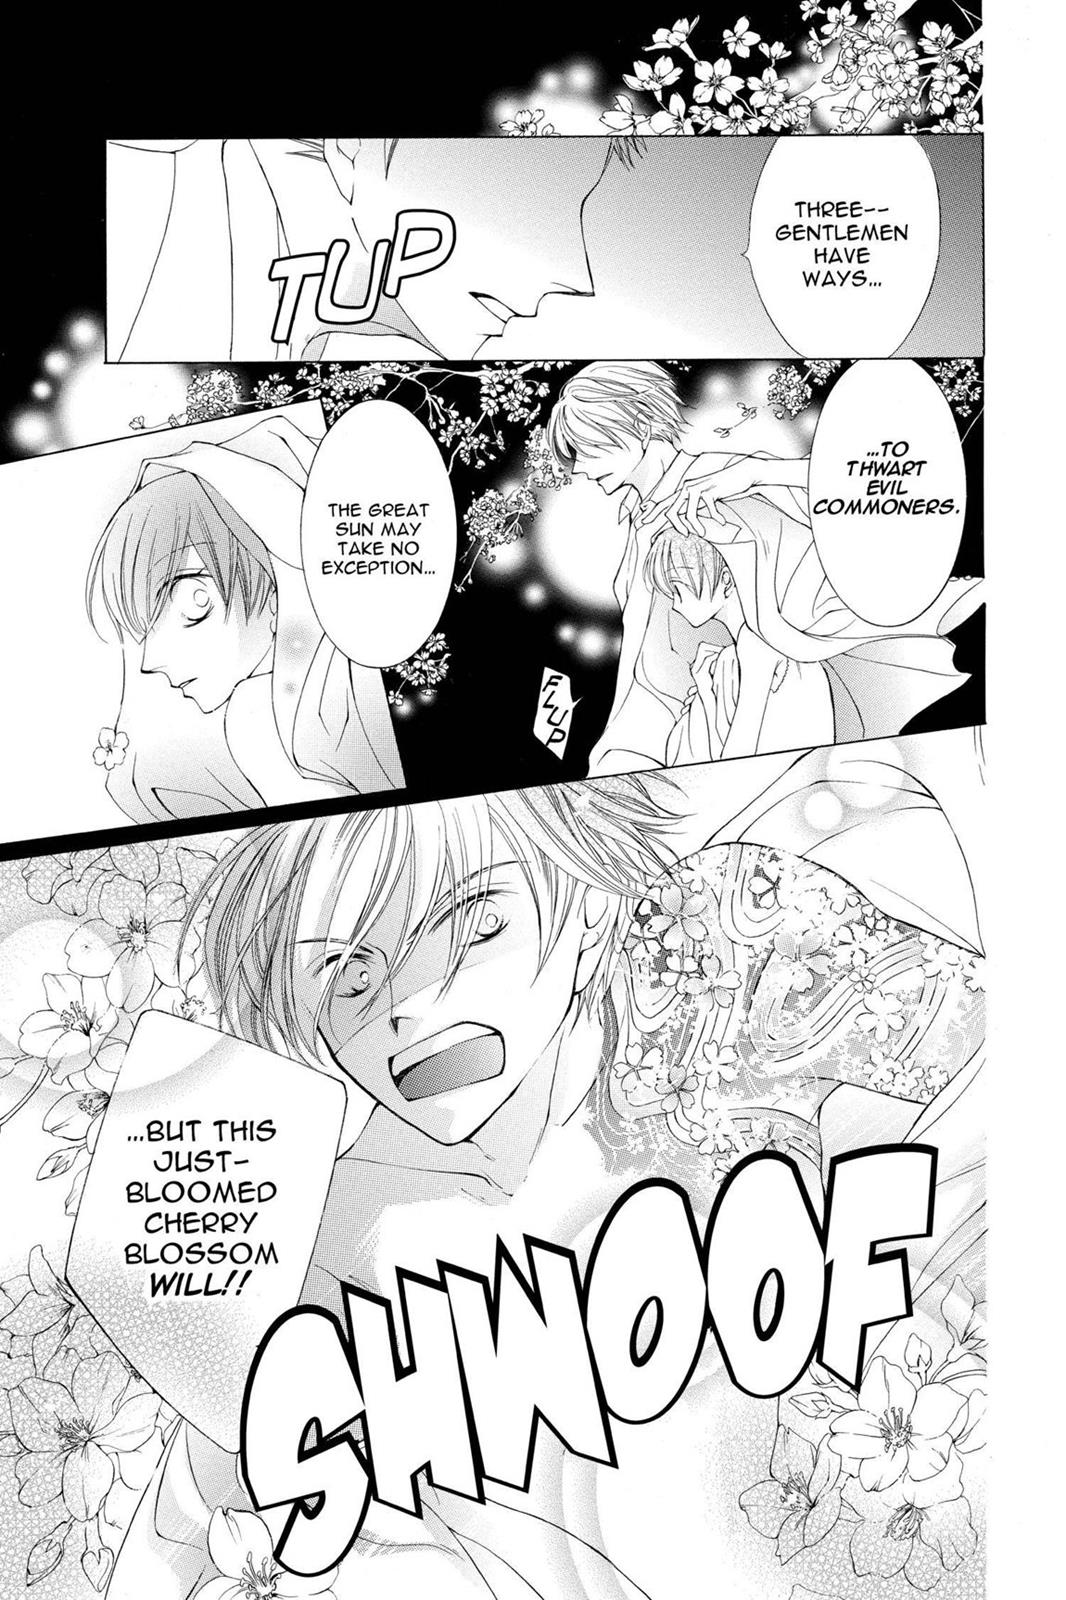 THREE--
GENTLEMEN
HAVE
WAYS...
TUP
...TO
THWART
EVIL
COMMONERS.
FLUP
THE GREAT
SUN MAY
TAKE NO
EXCEPTION...
...BUT THIS
JUST-
BLOOMED
CHERRY
BLOSSOM
WILL!!
SHWOOF